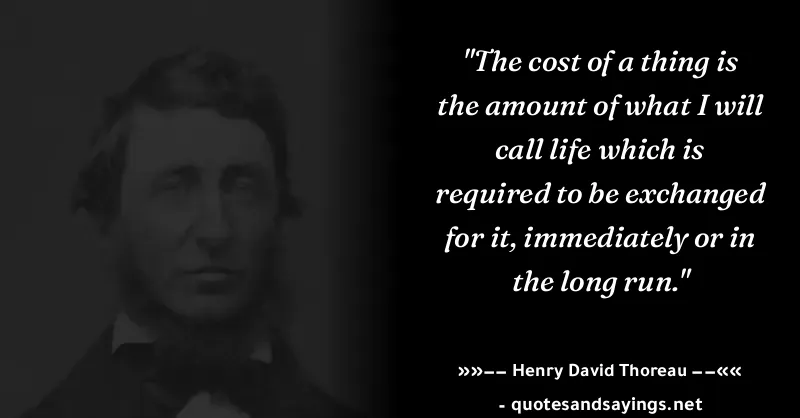 "The cost of a thing is
the amount of what I will
call life which is
required to be exchanged
for it, immediately or in
the long run."
»»−− Henry David Thoreau −−««
- quotesandsayings.net